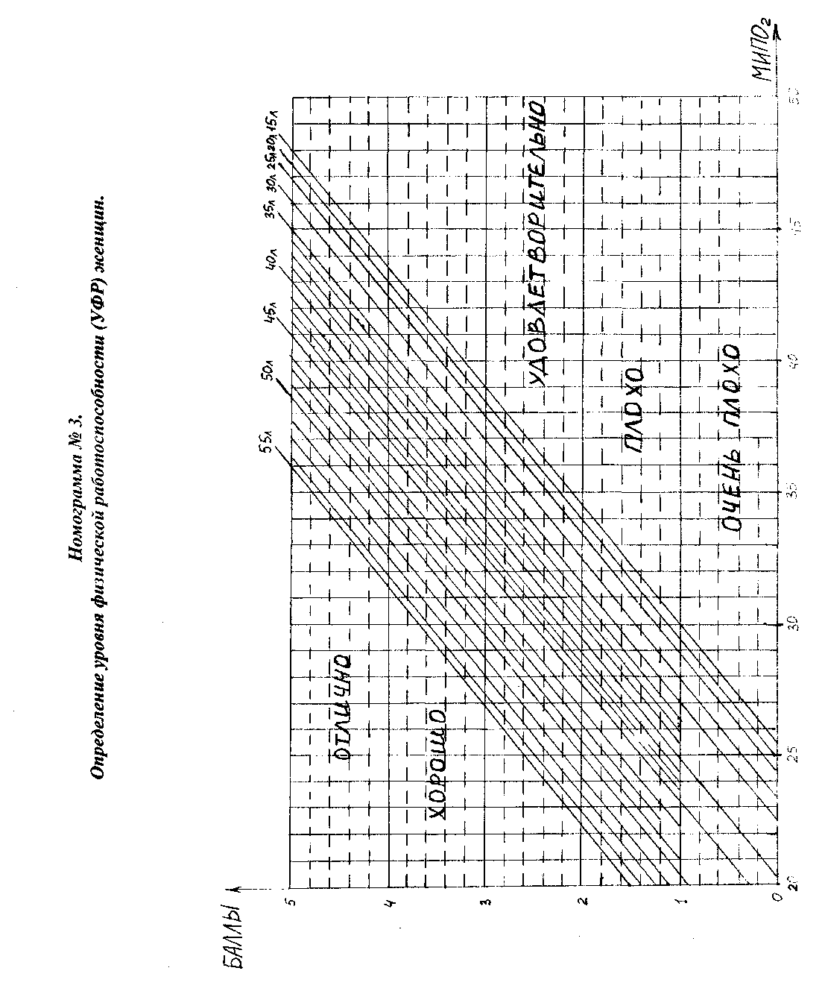 Номограмма № 3.
Определение уровня физической работоспособности (УФР) женщин.
БАЛЛЫ
55л
50л
45л
40л
35л
30л
25л
20л
15л
5
4
3
2
1
0
ОТЛИЧНО
ХОРОШО
УДОВЛЕТВОРИТЕЛЬНО
ПЛОХО
ОЧЕНЬ ПЛОХО
20
25
30
35
40
45
50
МИПО₂